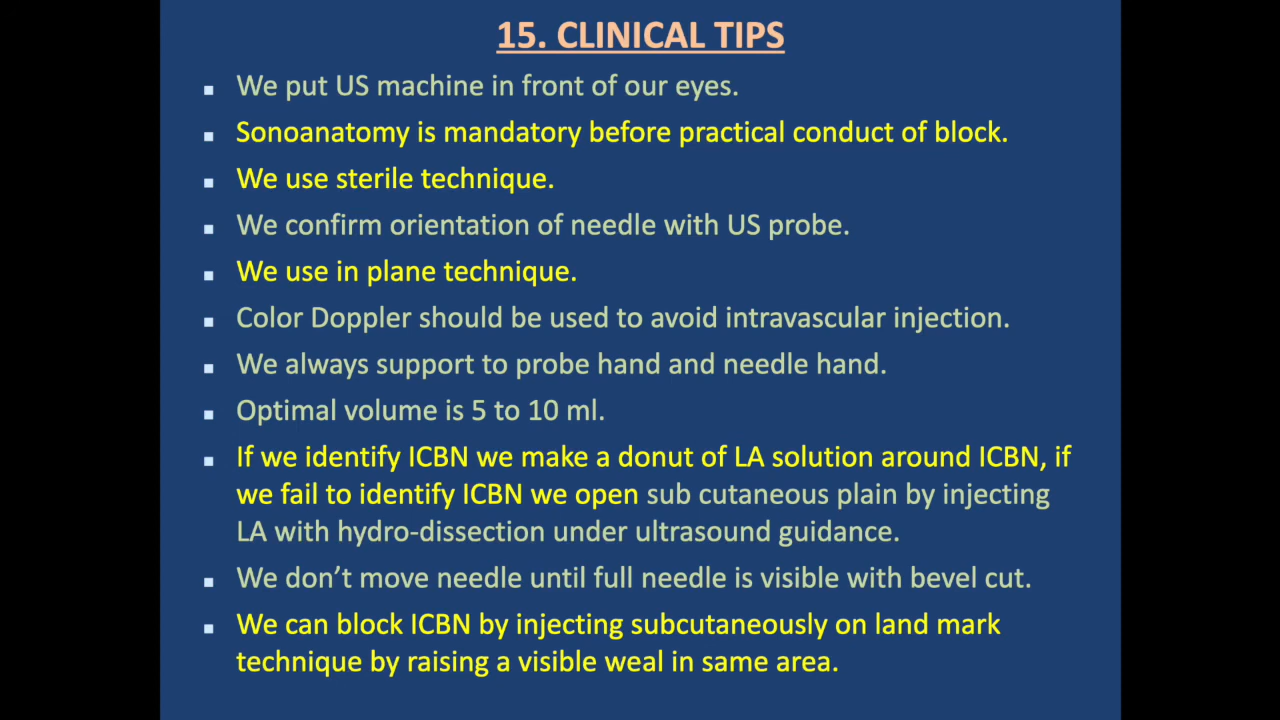 15. CLINICAL TIPS
▪ We put US machine in front of our eyes.
▪ Sonoanatomy is mandatory before practical conduct of block.
▪ We use sterile technique.
▪ We confirm orientation of needle with US probe.
▪ We use in plane technique.
▪ Color Doppler should be used to avoid intravascular injection.
▪ We always support to probe hand and needle hand.
▪ Optimal volume is 5 to 10 ml.
▪ If we identify ICBN we make a donut of LA solution around ICBN, if
we fail to identify ICBN we open sub cutaneous plain by injecting
LA with hydro-dissection under ultrasound guidance.
▪ We don’t move needle until full needle is visible with bevel cut.
▪ We can block ICBN by injecting subcutaneously on land mark
technique by raising a visible weal in same area.